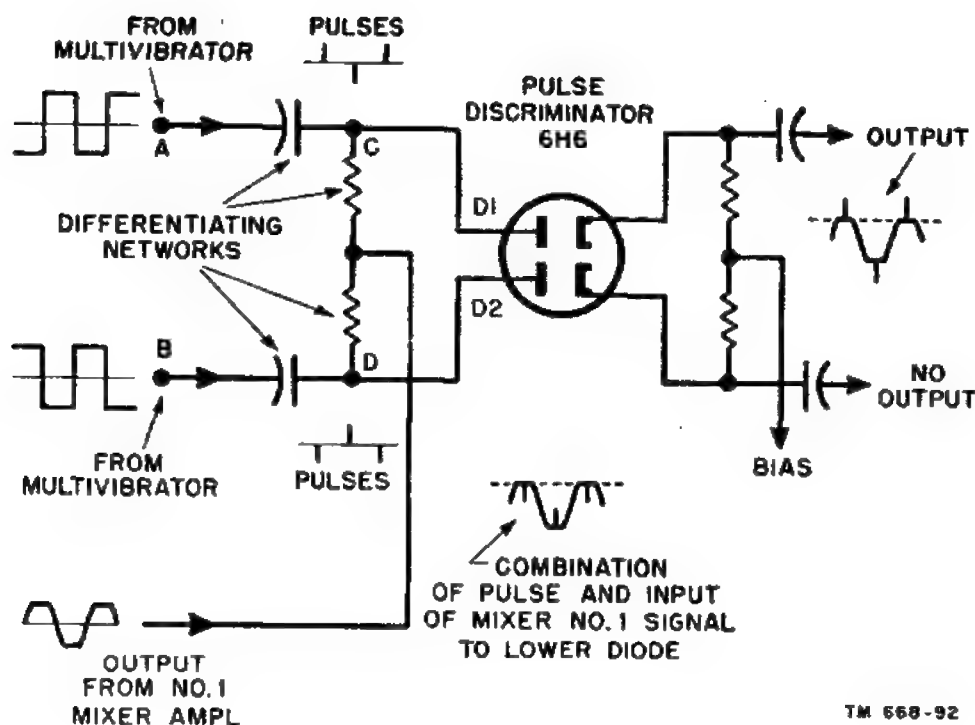 FROM
MULTIVIBRATOR
PULSES
A
C
PULSE
DISCRIMINATOR
6H6
OUTPUT
DIFFERENTIATING
NETWORKS
D1
D2
B
D
FROM
MULTIVIBRATOR
PULSES
NO
OUTPUT
BIAS
COMBINATION
OF PULSE AND INPUT
OF MIXER NO.1 SIGNAL
TO LOWER DIODE
OUTPUT
FROM NO.1
MIXER AMPL
TM 668-92